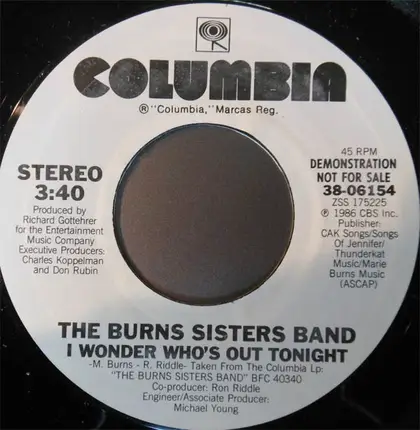 COLUMBIA
®"Columbia," Marcas Reg.
STEREO
3:40
Produced by
Richard Gottehrer
for the Entertainment
Music Company
Executive Producers:
Charles Koppelman
and Don Rubin
45 RPM
DEMONSTRATION
NOT FOR SALE
38-06154
ZSS 175225
℗ 1986 CBS Inc.
Publisher:
CAK Songs/Songs
Of Jennifer/
Thunderkat
Music/Marie
Burns Music
(ASCAP)
THE BURNS SISTERS BAND
I WONDER WHO'S OUT TONIGHT
-M. Burns - R. Riddle- Taken From The Columbia Lp:
"THE BURNS SISTERS BAND" BFC 40340
Co-producer: Ron Riddle
Engineer/Associate Producer:
Michael Young